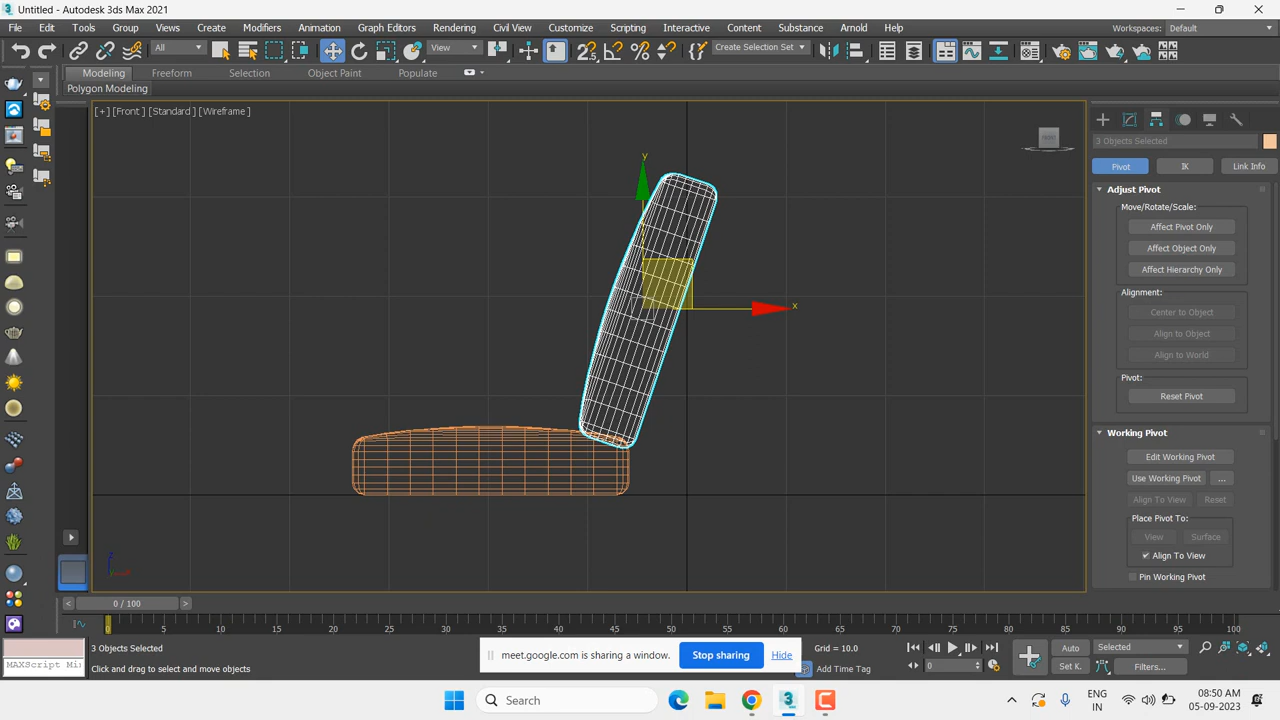 Untitled - Autodesk 3ds Max 2021
File Edit Tools Group Views Create Modifiers Animation Graph Editors Rendering Civil View Customize Scripting Interactive Content Substance Arnold Help Workspaces: Default
All View Create Selection Set
Modeling Freeform Selection Object Paint Populate
Polygon Modeling
[+] [Front ] [Standard ] [Wireframe ]
FRONT
3 Objects Selected
Pivot IK Link Info
Adjust Pivot
Move/Rotate/Scale:
Affect Pivot Only
Affect Object Only
Affect Hierarchy Only
Alignment:
Center to Object
Align to Object
Align to World
Pivot:
Reset Pivot
Working Pivot
Edit Working Pivot
Use Working Pivot ...
Align To View Reset
Place Pivot To:
View Surface
Align To View
Pin Working Pivot
y
x
z
< 0 / 100 >
0 5 10 15 20 25 30 35 40 45 50 55 60 65 70 75 80 85 90 95 100
3 Objects Selected
MAXScript Mi
Click and drag to select and move objects
meet.google.com is sharing a window. Stop sharing Hide
Grid = 10.0
Add Time Tag
Auto Selected
Set K. Filters...
0
Search
ENG
IN
08:50 AM
05-09-2023